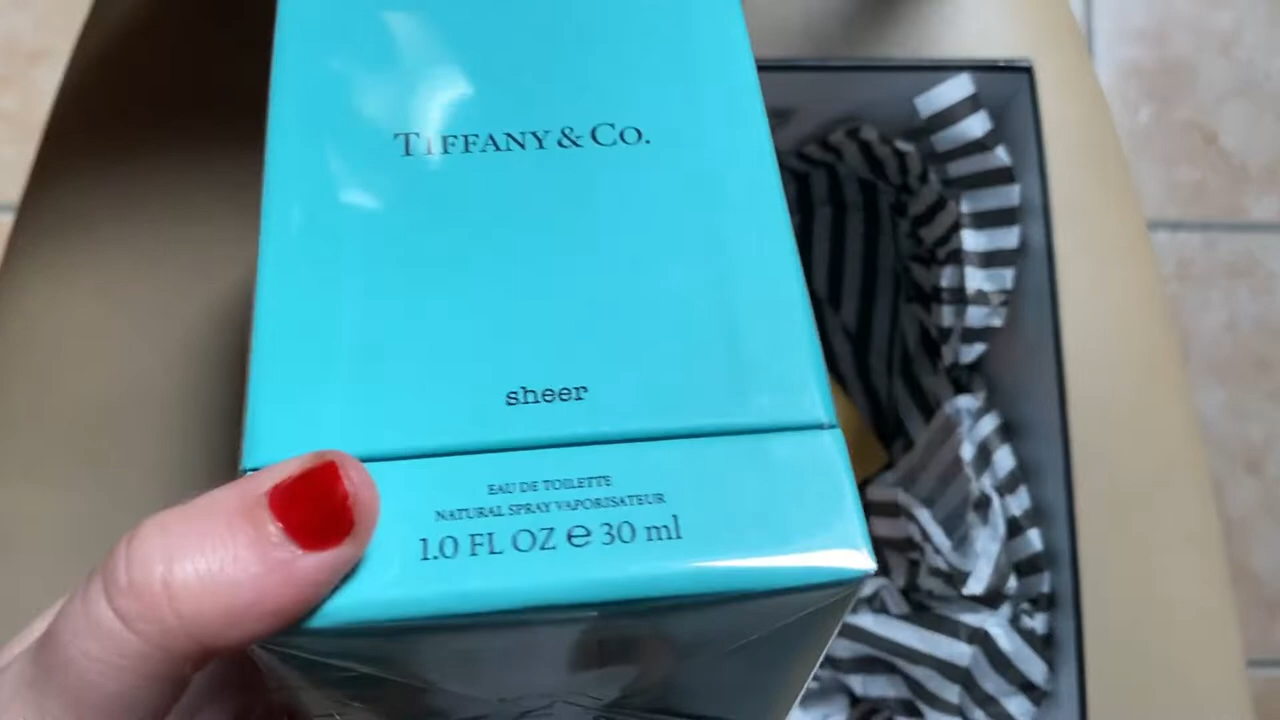 TIFFANY & CO.
sheer
EAU DE TOILETTE
NATURAL SPRAY VAPORISATEUR
1.0 FL OZ ℮ 30 ml